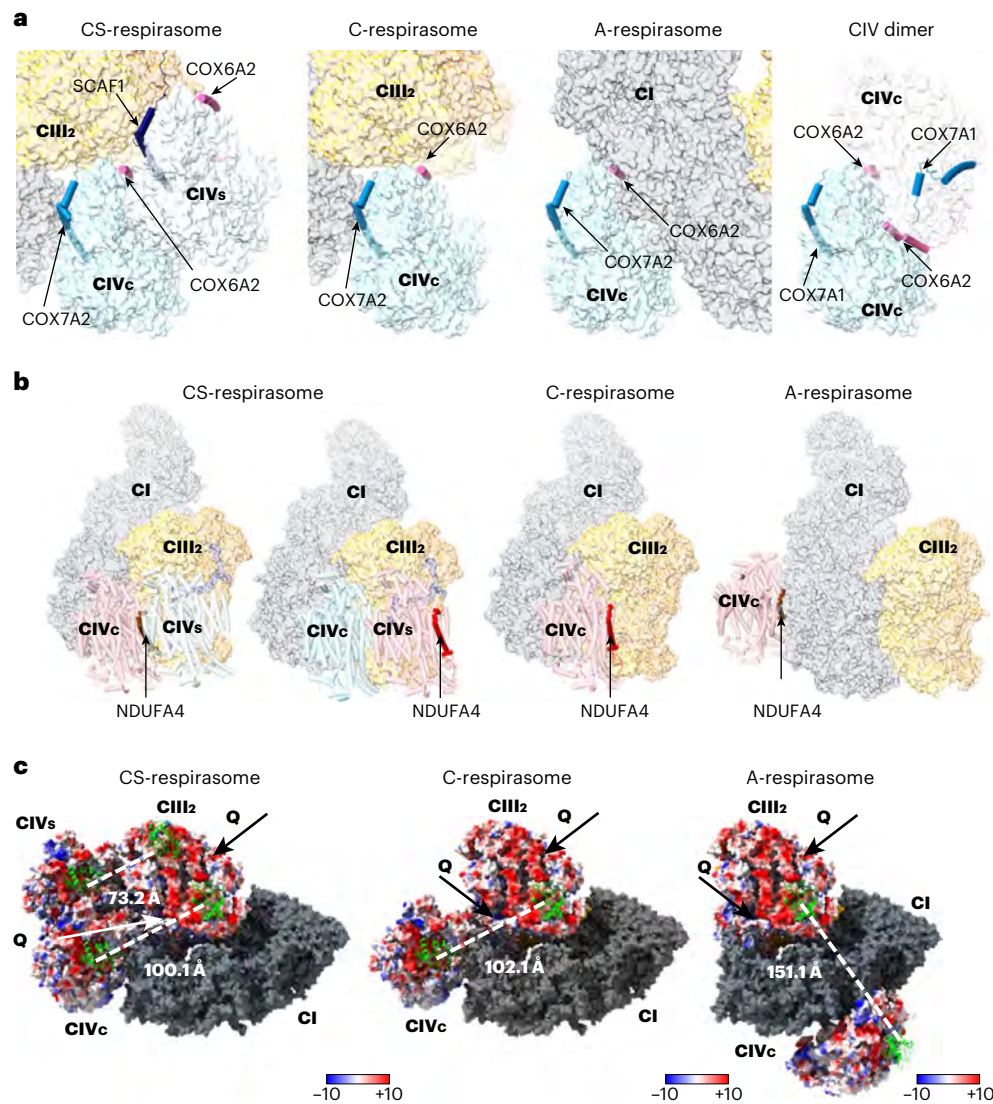 a
CS-respirasome
C-respirasome
A-respirasome
CIV dimer
COX6A2
SCAF1
CIII2
CIVs
CIVc
COX7A2
COX6A2
CIII2
COX6A2
COX7A2
CIVc
CI
COX6A2
COX7A2
CIVc
CIVc
COX6A2
COX7A1
COX7A1
COX6A2
CIVc
b
CS-respirasome
C-respirasome
A-respirasome
CI
CIII2
CIVc
CIVs
NDUFA4
CI
CIII2
CIVc
CIVs
NDUFA4
CI
CIII2
CIVc
NDUFA4
CI
CIII2
CIVc
NDUFA4
c
CS-respirasome
C-respirasome
A-respirasome
CIVs
CIII2
Q
73.2 Å
Q
100.1 Å
CIVc
CI
CIII2
Q
Q
102.1 Å
CIVc
CI
CIII2
Q
Q
CI
151.1 Å
CIVc
–10 +10
–10 +10
–10 +10